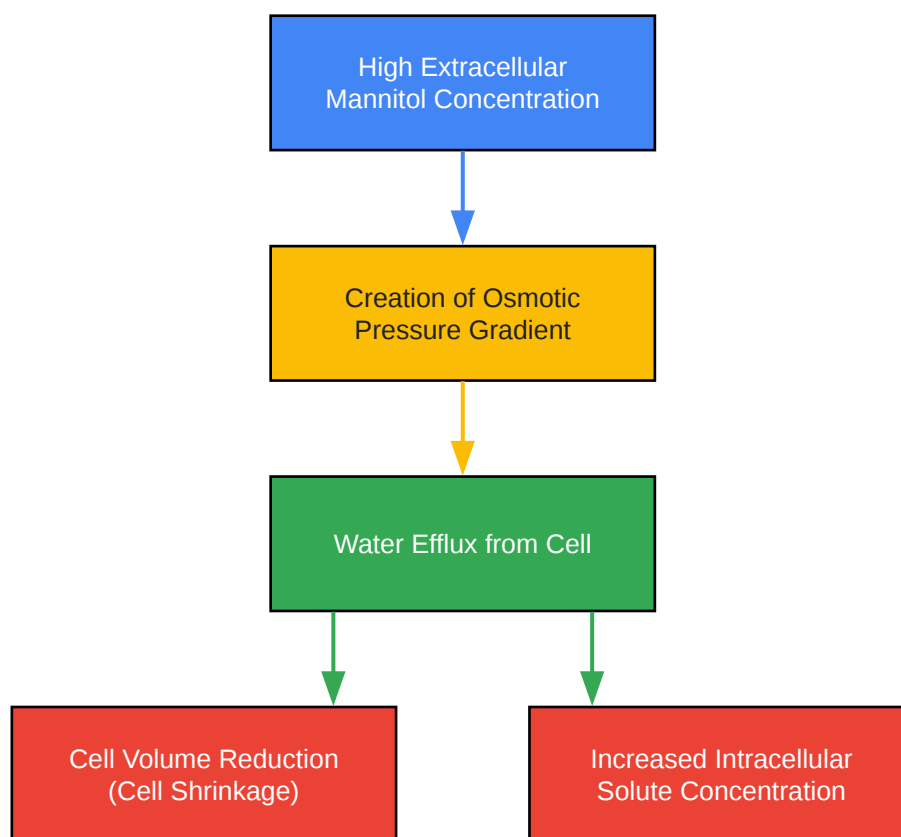 High Extracellular
Mannitol Concentration
Creation of Osmotic
Pressure Gradient
Water Efflux from Cell
Cell Volume Reduction
(Cell Shrinkage)
Increased Intracellular
Solute Concentration